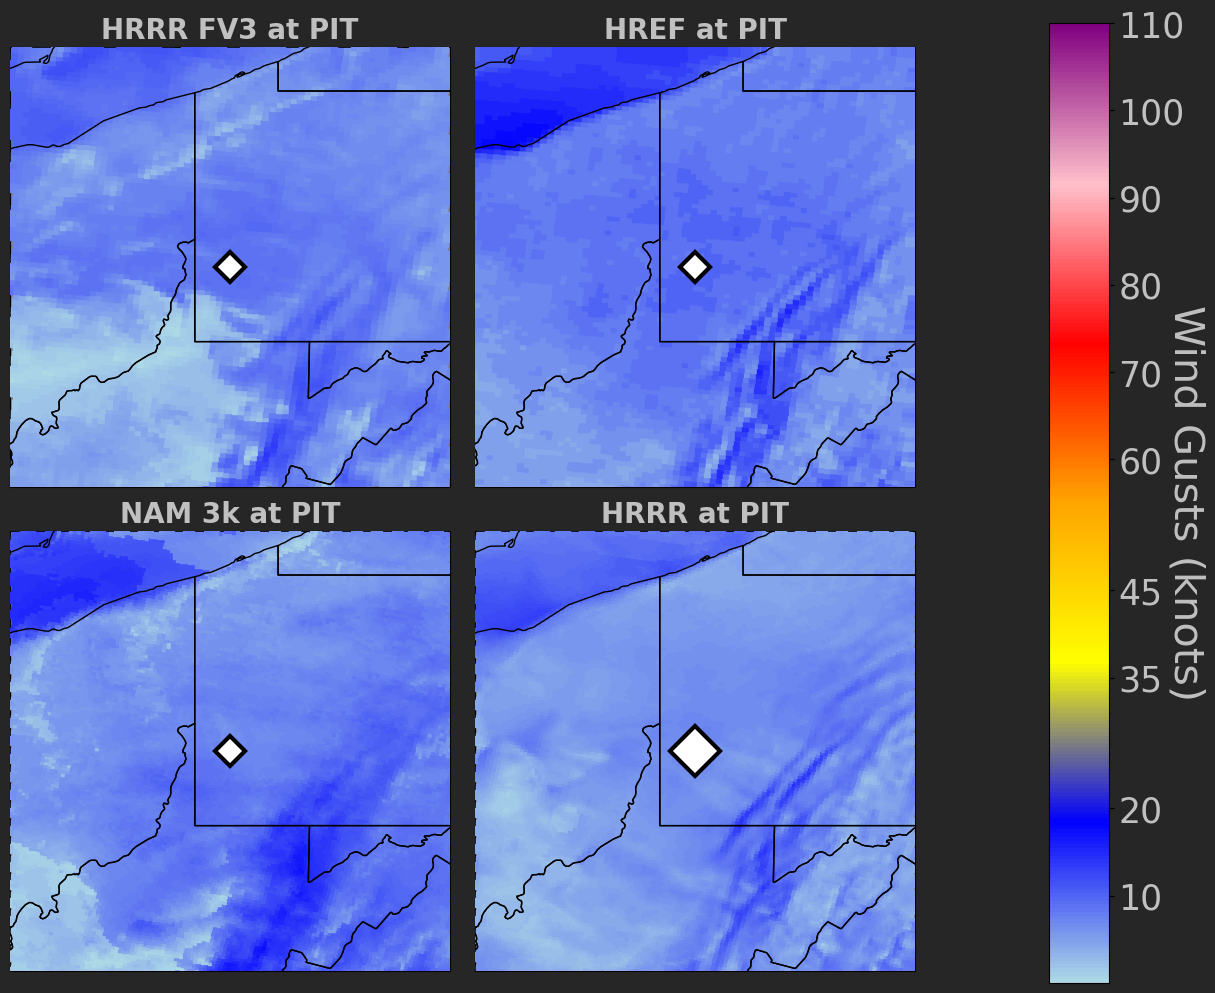 HRRR FV3 at PIT
HREF at PIT
NAM 3k at PIT
HRRR at PIT
110
100
90
80
70
60
45
35
20
10
Wind Gusts (knots)